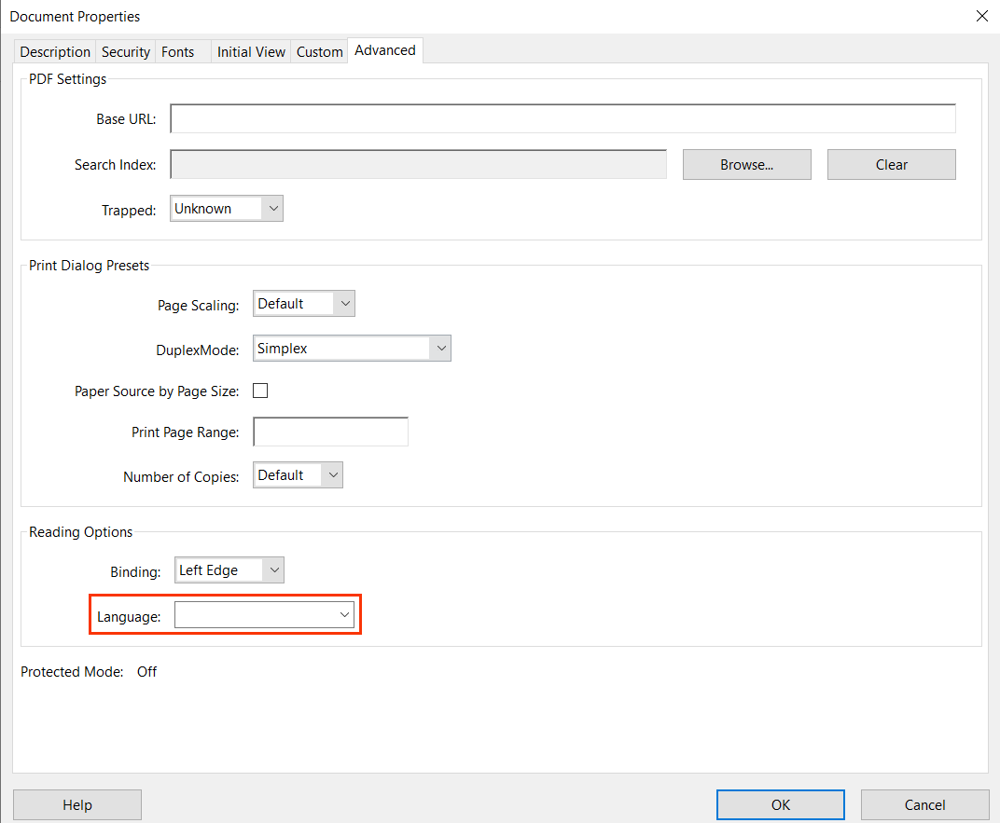 Document Properties
Description Security Fonts Initial View Custom Advanced
PDF Settings
Base URL:
Search Index: Browse... Clear
Trapped: Unknown
Print Dialog Presets
Page Scaling: Default
DuplexMode: Simplex
Paper Source by Page Size:
Print Page Range:
Number of Copies: Default
Reading Options
Binding: Left Edge
Language:
Protected Mode: Off
Help OK Cancel